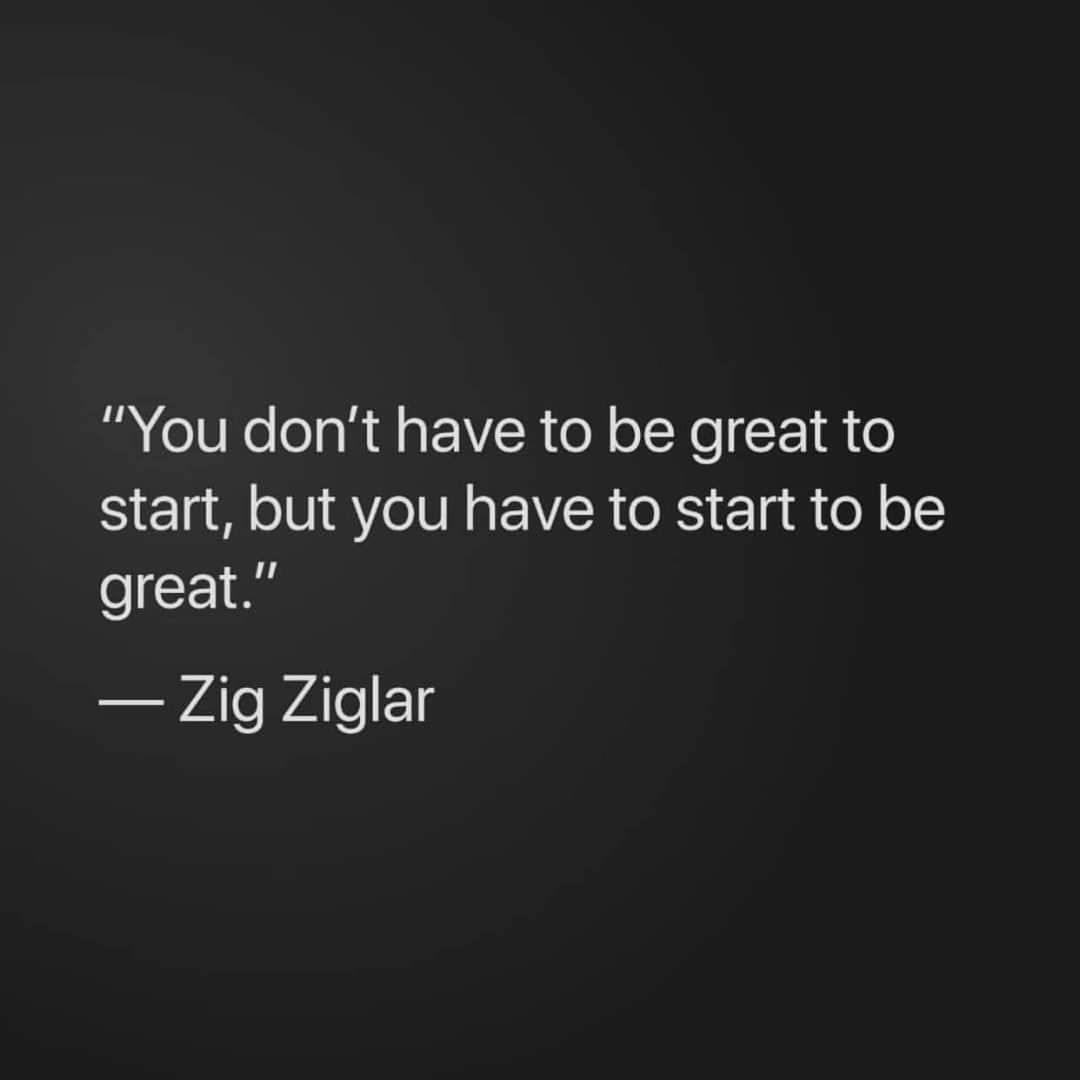 “You don’t have to be great to
start, but you have to start to be
great.”
— Zig Ziglar